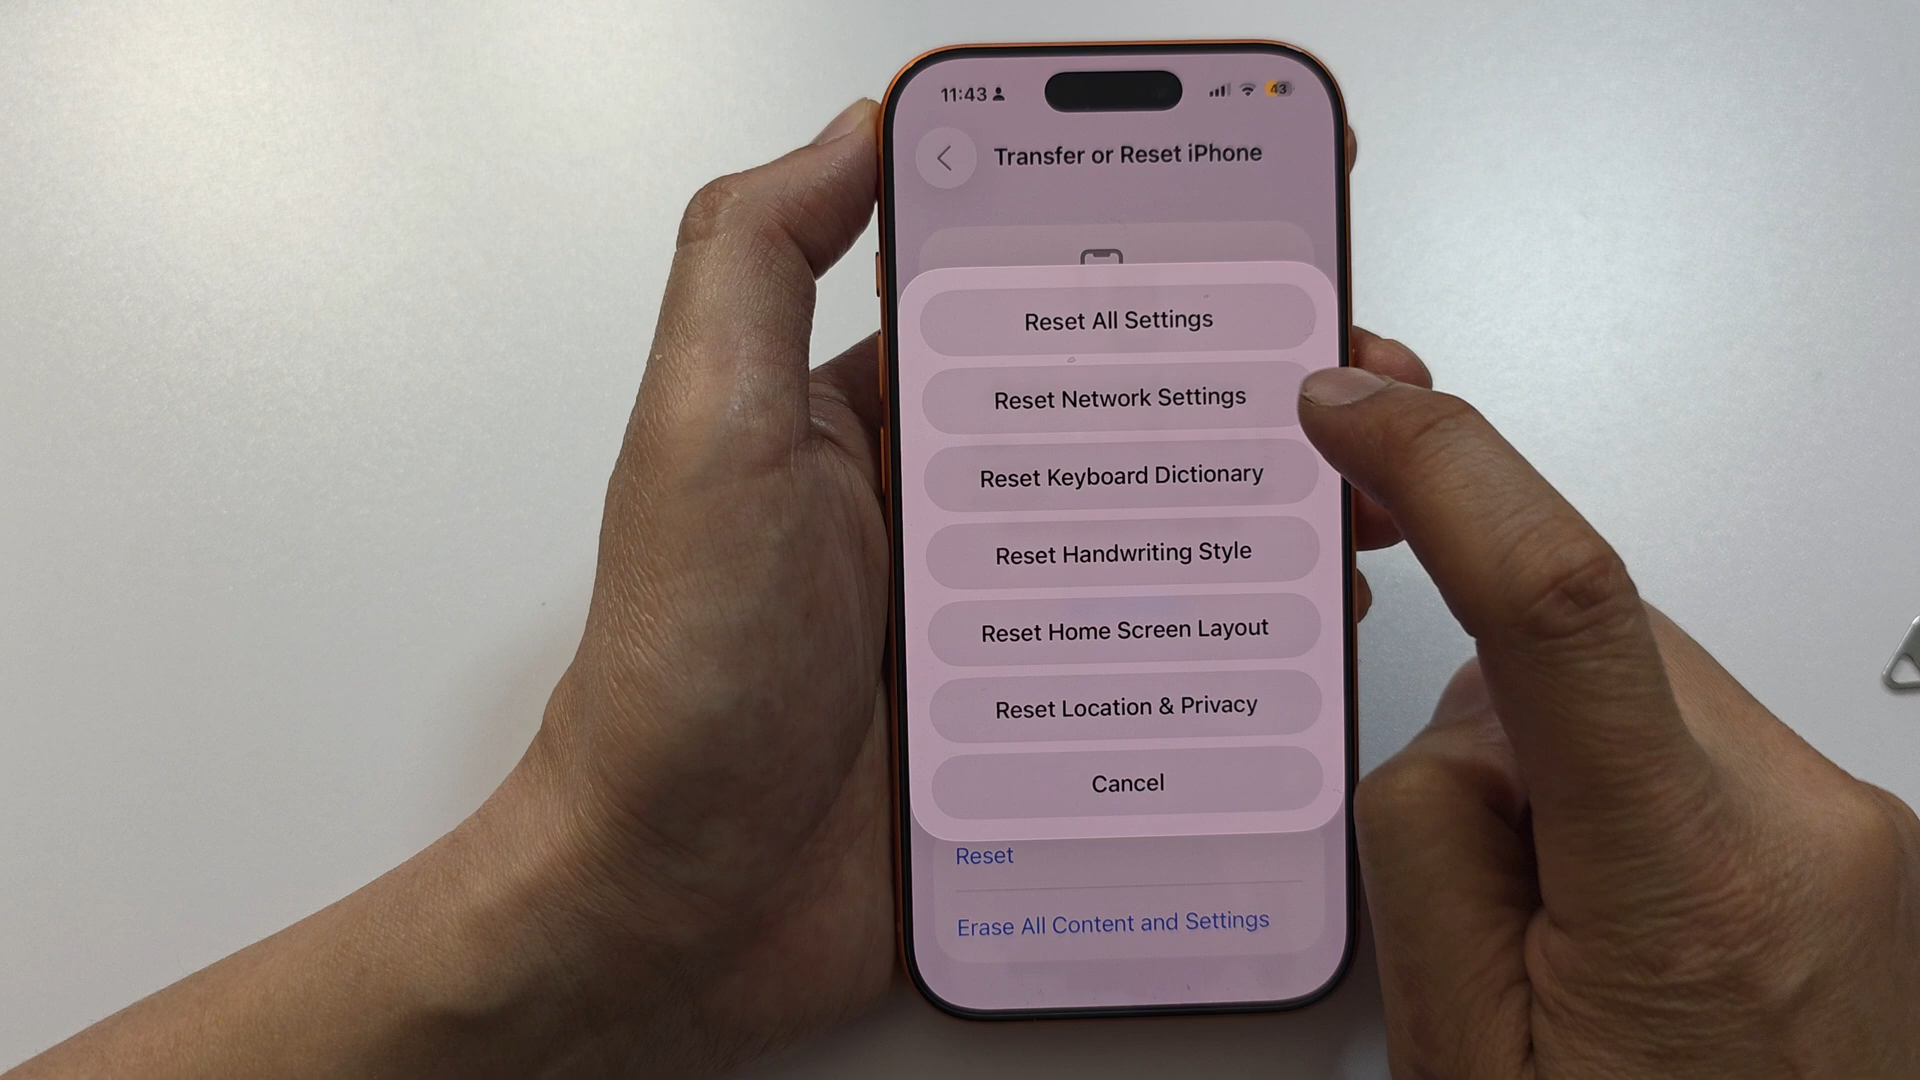 11:43
43
Transfer or Reset iPhone
Reset All Settings
Reset Network Settings
Reset Keyboard Dictionary
Reset Handwriting Style
Reset Home Screen Layout
Reset Location & Privacy
Cancel
Reset
Erase All Content and Settings